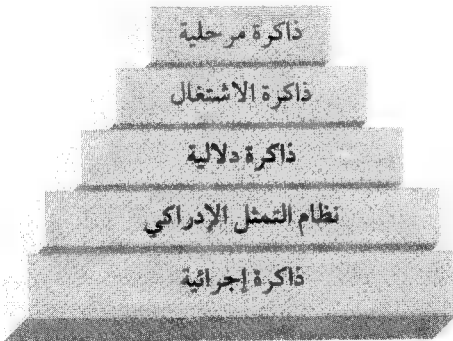 ذاكرة مرحلية
ذاكرة الاشتغال
ذاكرة دلالية
نظام التمثل الإدراكي
ذاكرة إجرائية